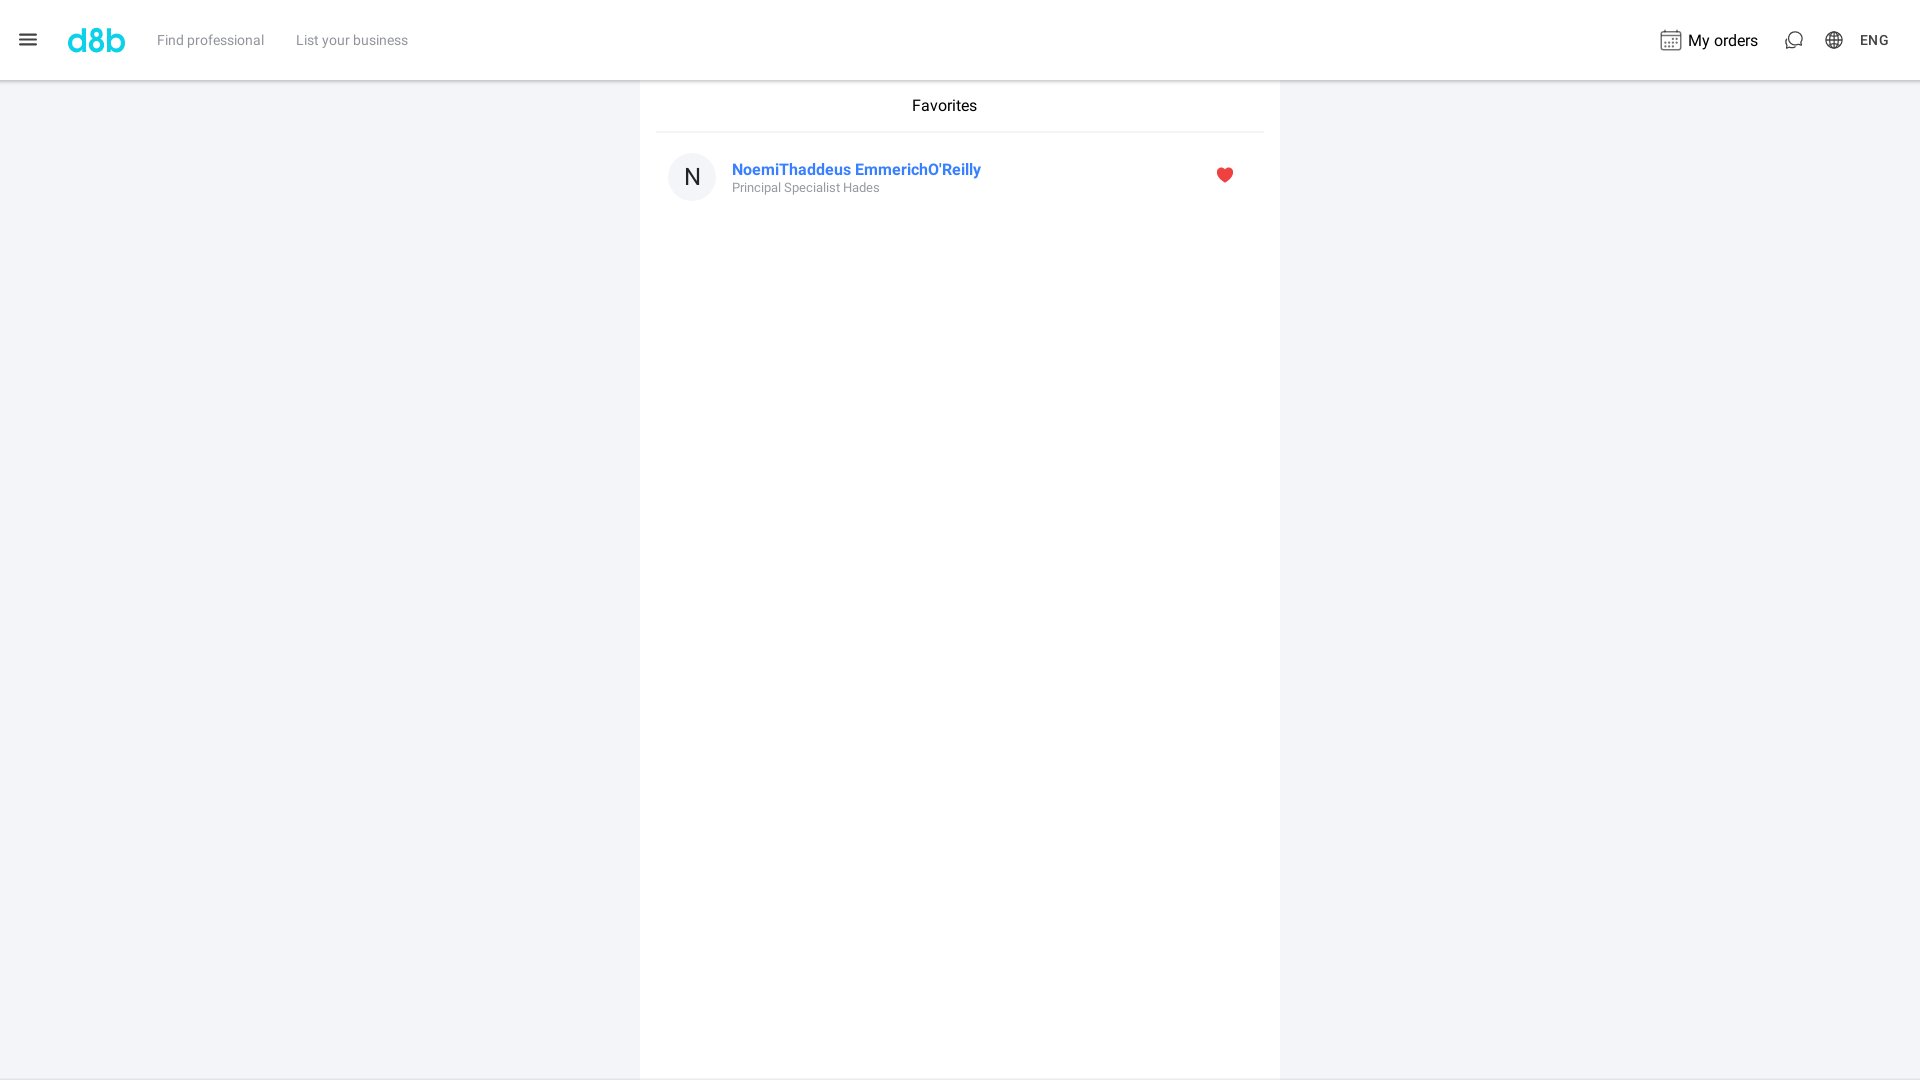 d8b
Find professional
List your business
My orders
ENG
Favorites
N
NoemiThaddeus EmmerichO'Reilly
Principal Specialist Hades